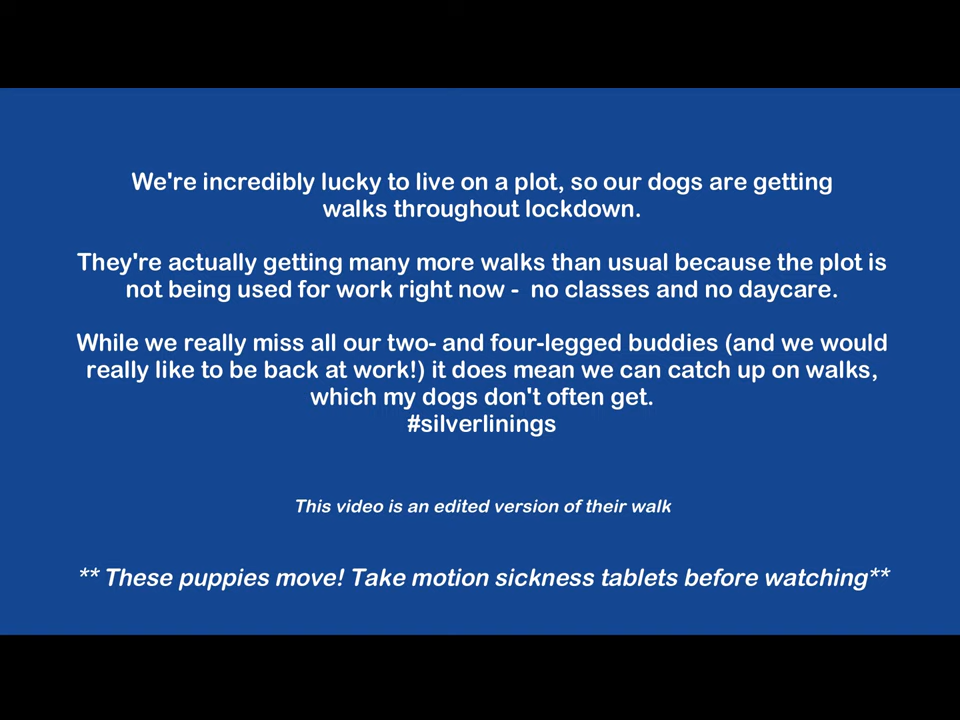 We're incredibly lucky to live on a plot, so our dogs are getting
walks throughout lockdown.
They're actually getting many more walks than usual because the plot is
not being used for work right now -  no classes and no daycare.
While we really miss all our two- and four-legged buddies (and we would
really like to be back at work!) it does mean we can catch up on walks,
which my dogs don't often get.
#silverlinings
This video is an edited version of their walk
** These puppies move! Take motion sickness tablets before watching**